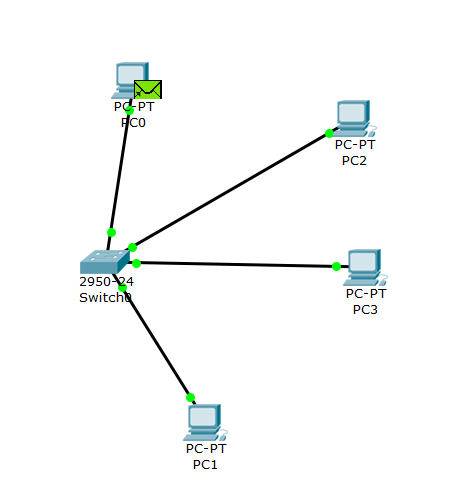 PC-PT
PC0
PC-PT
PC2
2950-24
Switch0
PC-PT
PC3
PC-PT
PC1